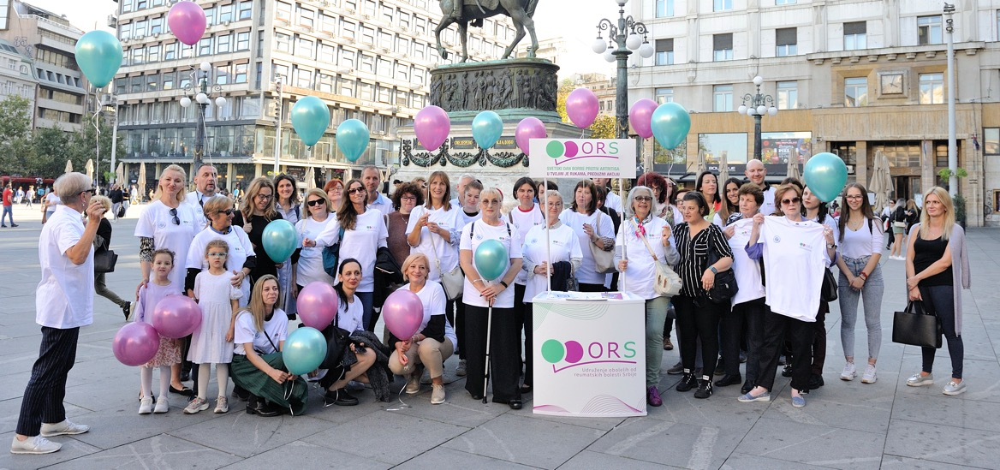 ORS
SVETSKI DAN BORBE PROTIV ARTRITISA
U TVOJIM JE RUKAMA, PREDUZMI AKCIJU
ORS
Udruženje obolelih od
reumatskih bolesti Srbije